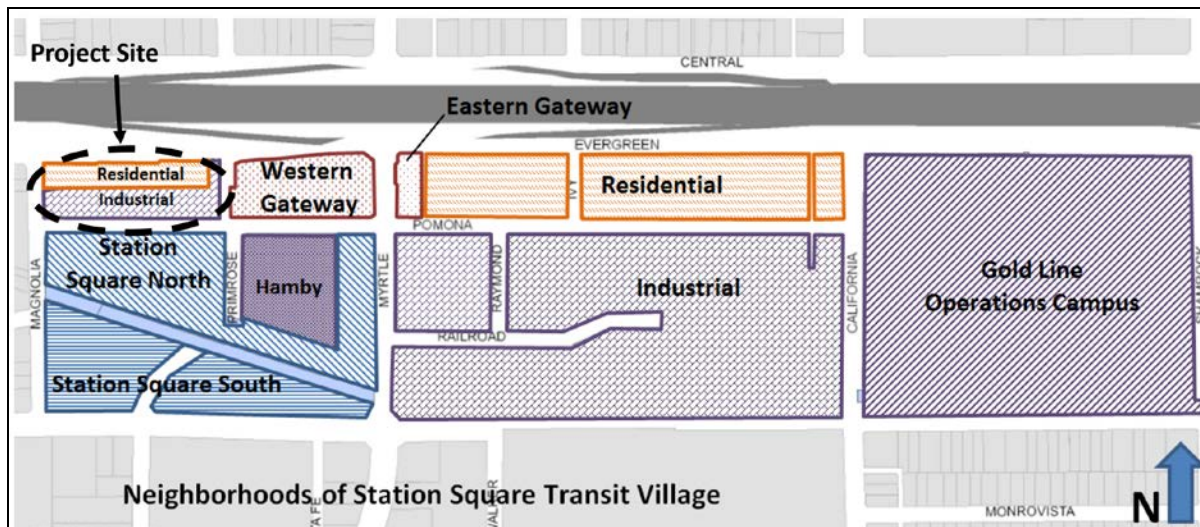 Project Site
CENTRAL
Eastern Gateway
EVERGREEN
Residential
Industrial
Western
Gateway
IVY
Residential
POMONA
Station
Square North
MAGNOLIA
PRIMROSE
Hamby
MYRTLE
RAYMOND
Industrial
CALIFORNIA
Gold Line
Operations Campus
RAILROAD
Station Square South
Neighborhoods of Station Square Transit Village
MONROVISTA
N